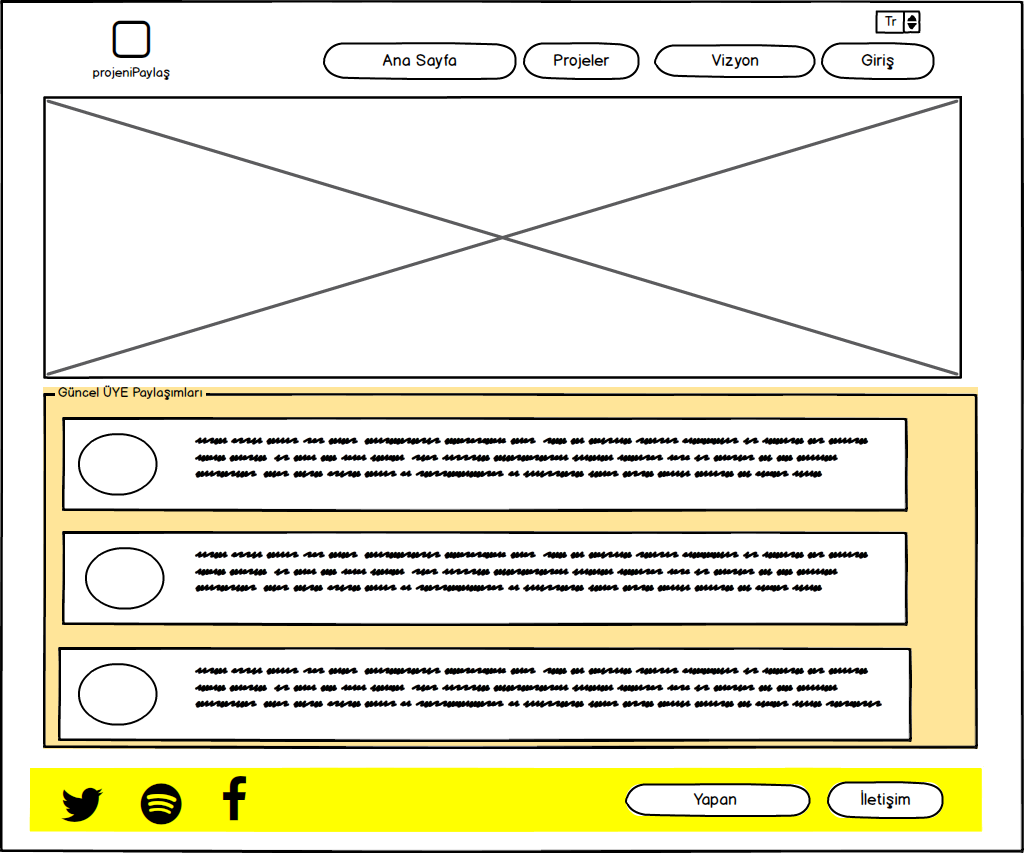 Tr
projeniPaylaş
Ana Sayfa
Projeler
Vizyon
Giriş
Güncel ÜYE Paylaşımları
Yapan
İletişim